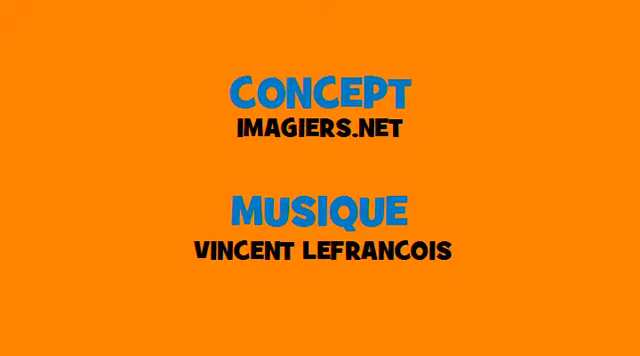 CONCEPT
IMAGIERS.NET
MUSIQUE
VINCENT LEFRANCOIS